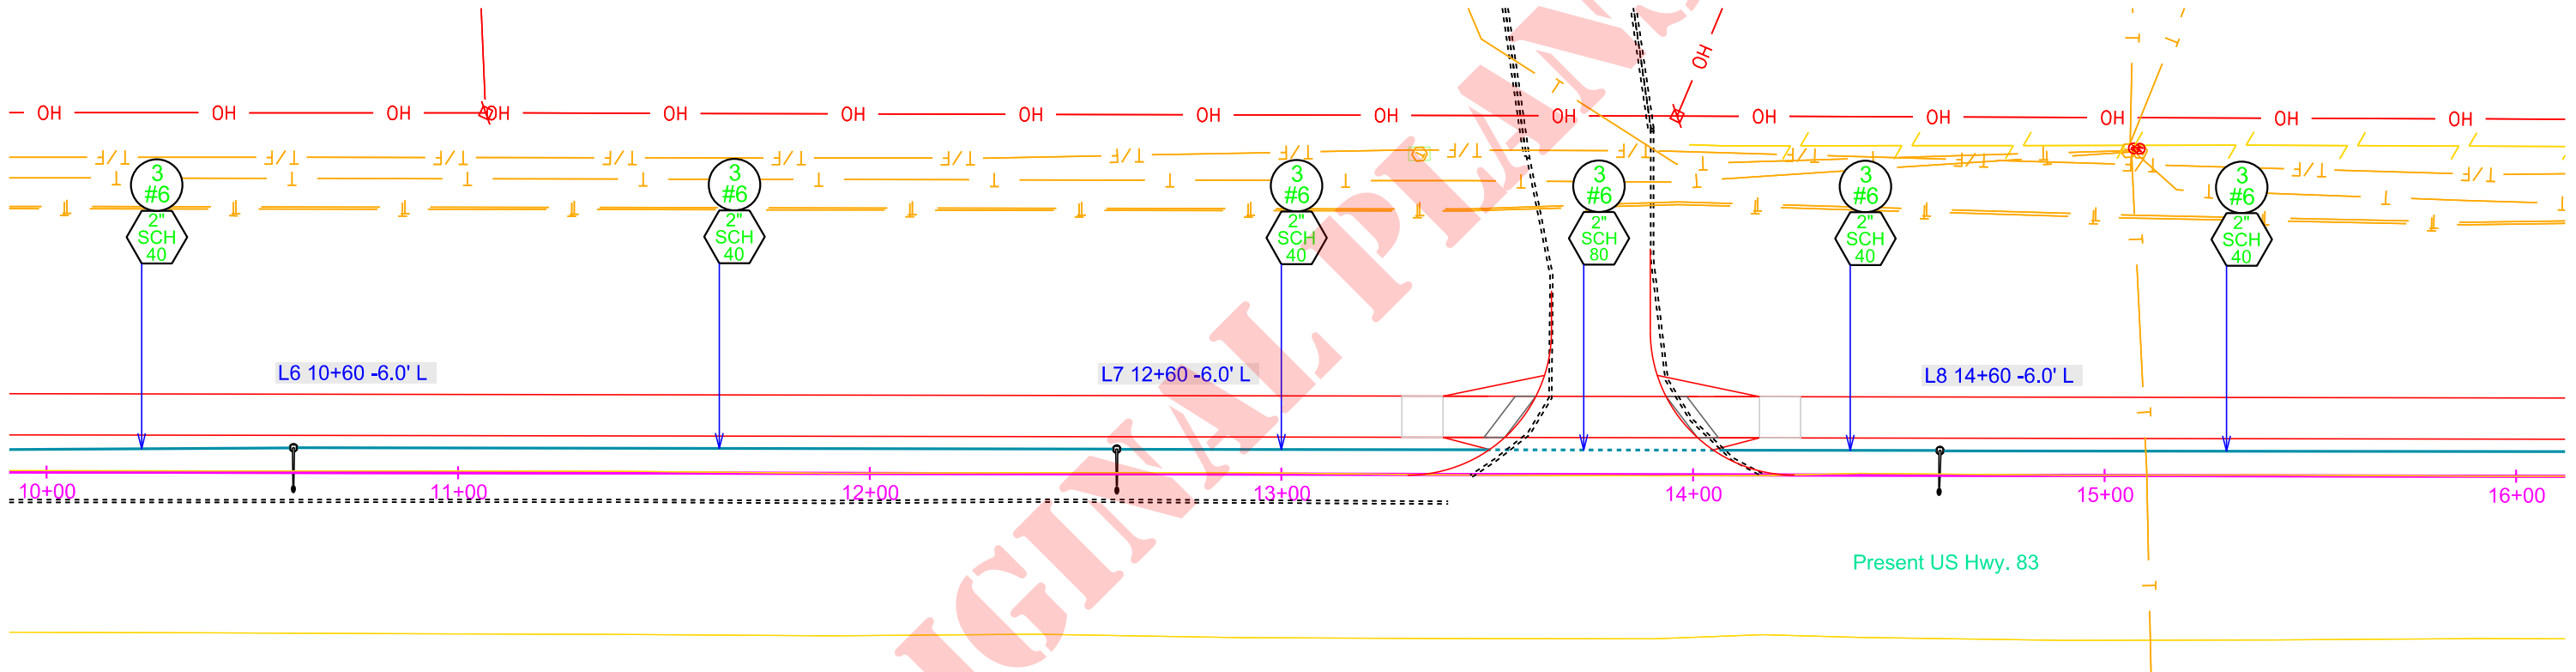 OH OH OH OH OH OH OH OH OH OH OH OH OH OH OH
OH
T/F T/F T/F T/F T/F T/F T/F T/F T/F T/F T/F T/F T/F T/F
T T T T T T T T T T T T T
3
#6
2"
SCH
40
3
#6
2"
SCH
40
3
#6
2"
SCH
40
3
#6
2"
SCH
80
3
#6
2"
SCH
40
3
#6
2"
SCH
40
L6 10+60 -6.0' L
L7 12+60 -6.0' L
L8 14+60 -6.0' L
10+00 11+00 12+00 13+00 14+00 15+00 16+00
Present US Hwy. 83
IGINAL PLAN